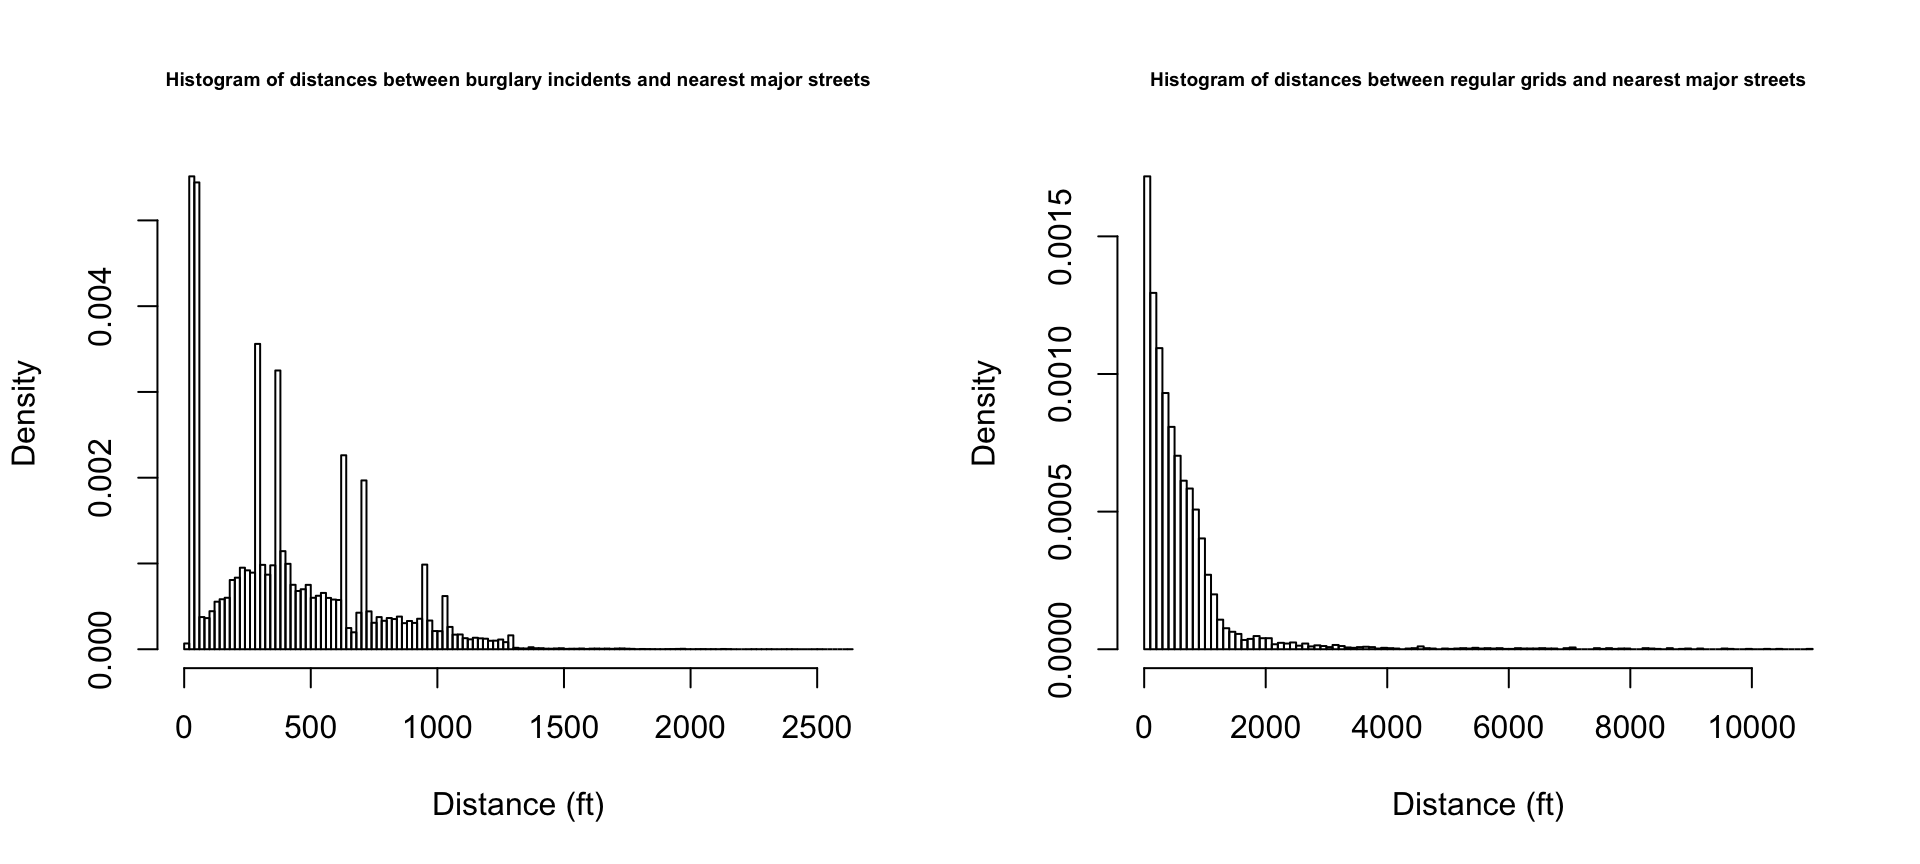 Histogram of distances between burglary incidents and nearest major streets
Density
0.000 0.002 0.004
0 500 1000 1500 2000 2500
Distance (ft)
Histogram of distances between regular grids and nearest major streets
Density
0.0000 0.0005 0.0010 0.0015
0 2000 4000 6000 8000 10000
Distance (ft)